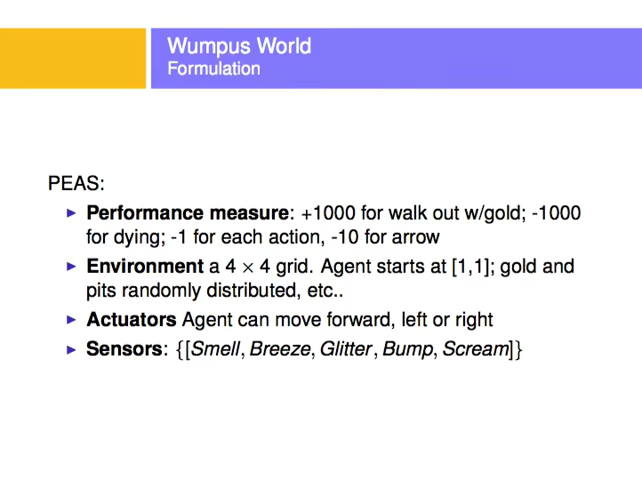 Wumpus World
Formulation
PEAS:
► Performance measure: +1000 for walk out w/gold; -1000
for dying; -1 for each action, -10 for arrow
► Environment a 4 × 4 grid. Agent starts at [1,1]; gold and
pits randomly distributed, etc..
► Actuators Agent can move forward, left or right
► Sensors: {[Smell, Breeze, Glitter, Bump, Scream]}